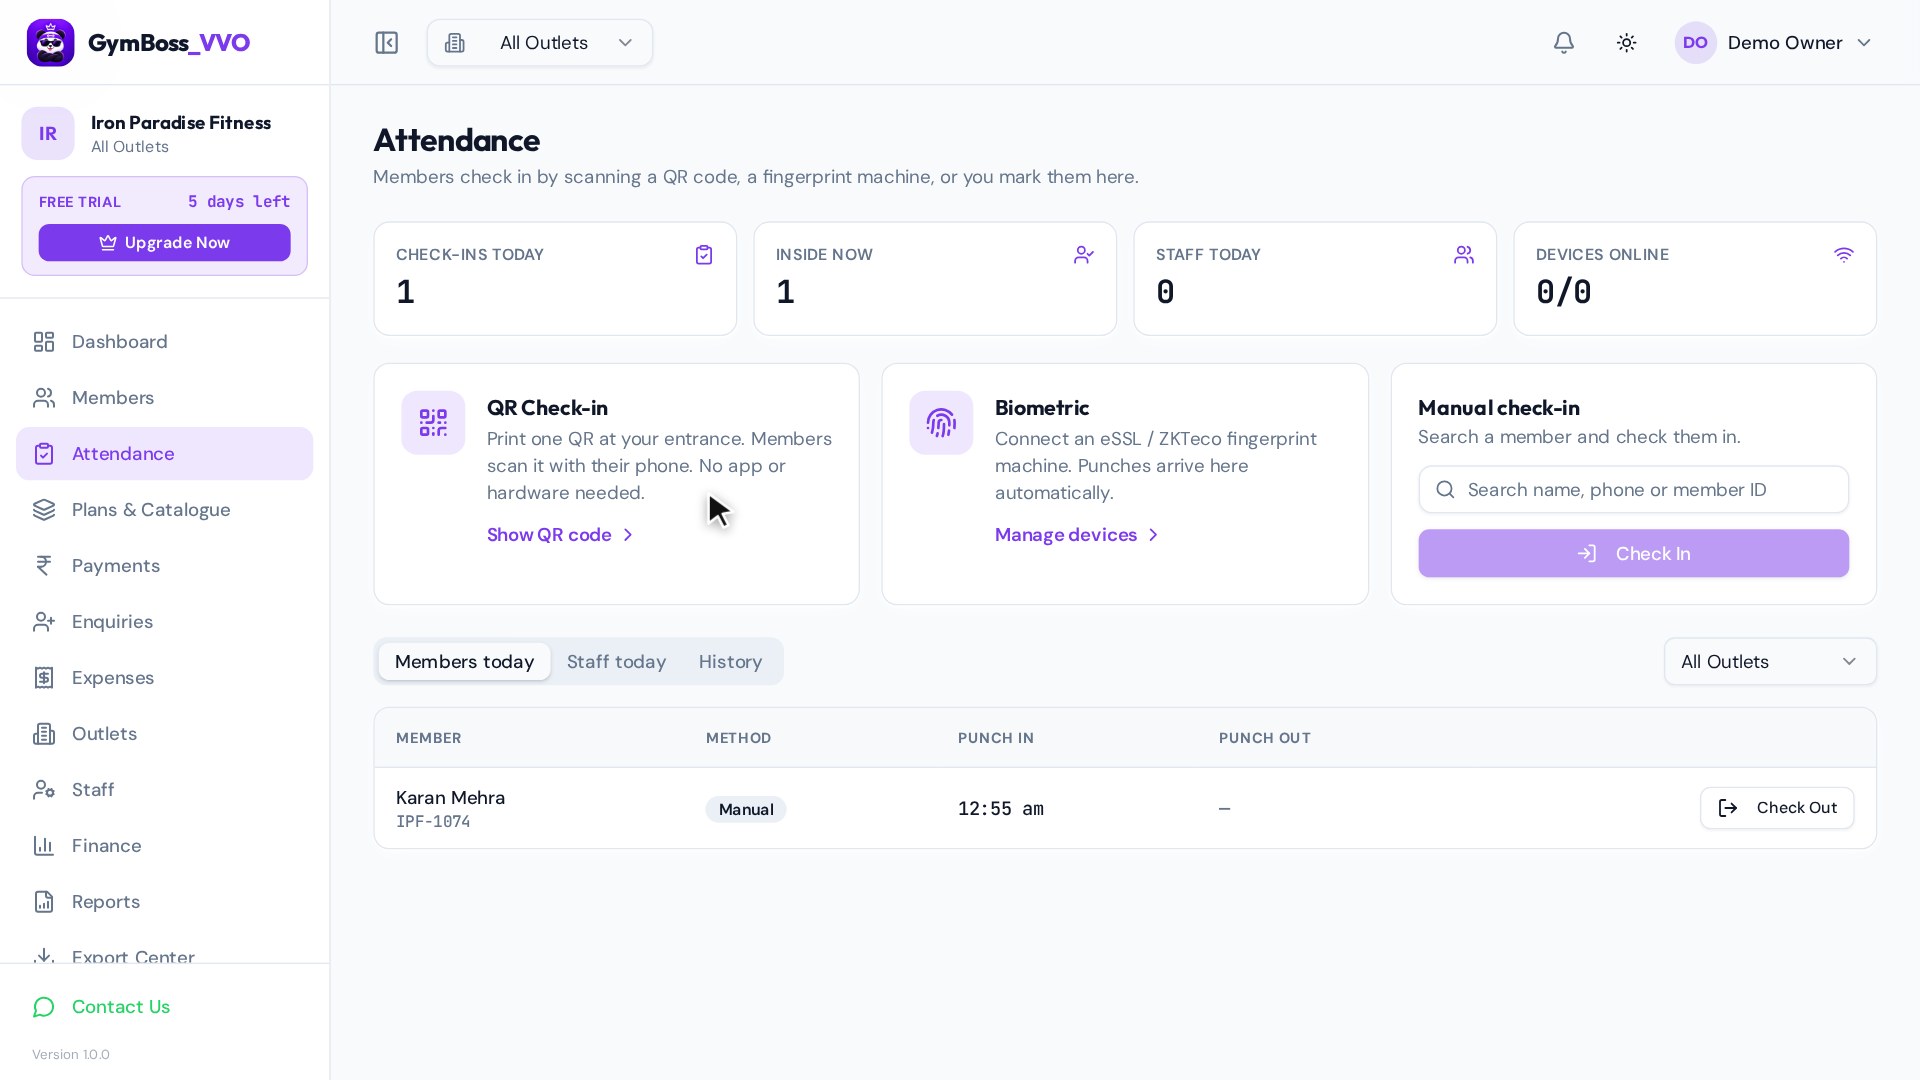 GymBoss_VVO
All Outlets
DO
Demo Owner
IR
Iron Paradise Fitness
All Outlets
FREE TRIAL
5 days left
Upgrade Now
Dashboard
Members
Attendance
Plans & Catalogue
Payments
Enquiries
Expenses
Outlets
Staff
Finance
Reports
Export Center
Contact Us
Version 1.0.0
Attendance
Members check in by scanning a QR code, a fingerprint machine, or you mark them here.
CHECK-INS TODAY
1
INSIDE NOW
1
STAFF TODAY
0
DEVICES ONLINE
0/0
QR Check-in
Print one QR at your entrance. Members
scan it with their phone. No app or
hardware needed.
Show QR code
Biometric
Connect an eSSL / ZKTeco fingerprint
machine. Punches arrive here
automatically.
Manage devices
Manual check-in
Search a member and check them in.
Search name, phone or member ID
Check In
Members today
Staff today
History
All Outlets
MEMBER
METHOD
PUNCH IN
PUNCH OUT
Karan Mehra
IPF-1074
Manual
12:55 am
—
Check Out